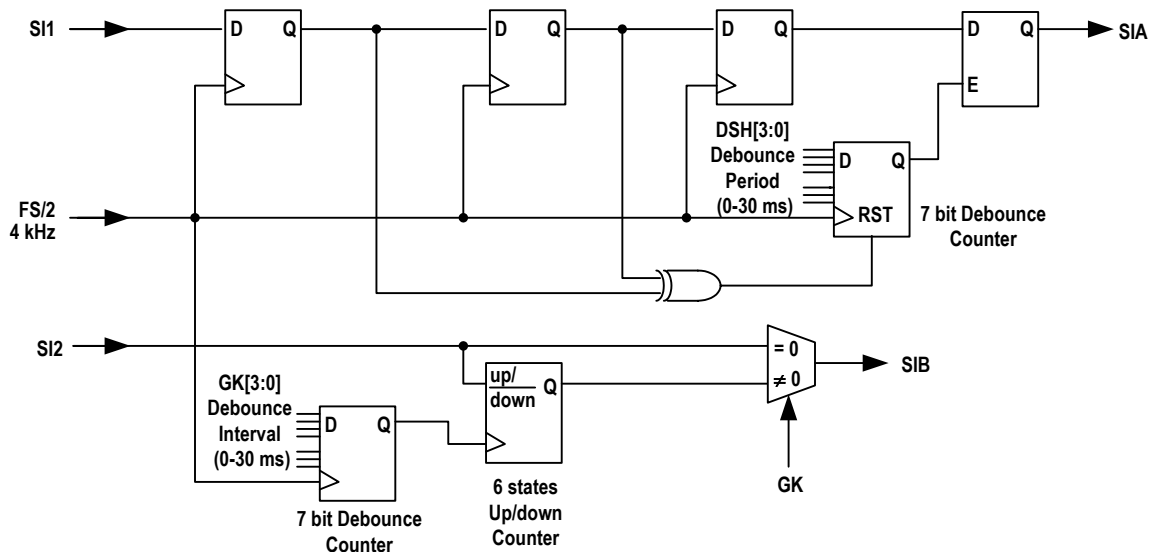 SI1
D Q
D Q
D Q
D Q
E
SIA
DSH[3:0]
Debounce
Period
(0-30 ms)
D Q
RST
7 bit Debounce
Counter
FS/2
4 kHz
SI2
GK[3:0]
Debounce
Interval
(0-30 ms)
D Q
7 bit Debounce
Counter
up/
down
Q
6 states
Up/down
Counter
= 0
≠ 0
SIB
GK